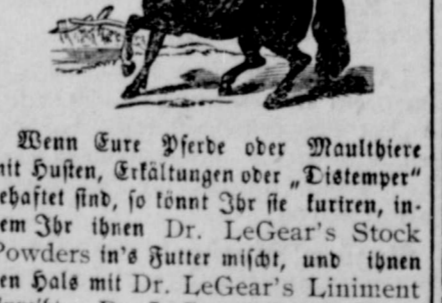 Wenn Eure Pferde oder Maulthiere
mit Husten, Erkältungen oder „Distemper“
behaftet sind, so könnt Ihr sie kuriren, in-
dem Ihr ihnen Dr. LeGear's Stock
Powders in's Futter mischt, und ihnen
den Hals mit Dr. LeGear's Liniment